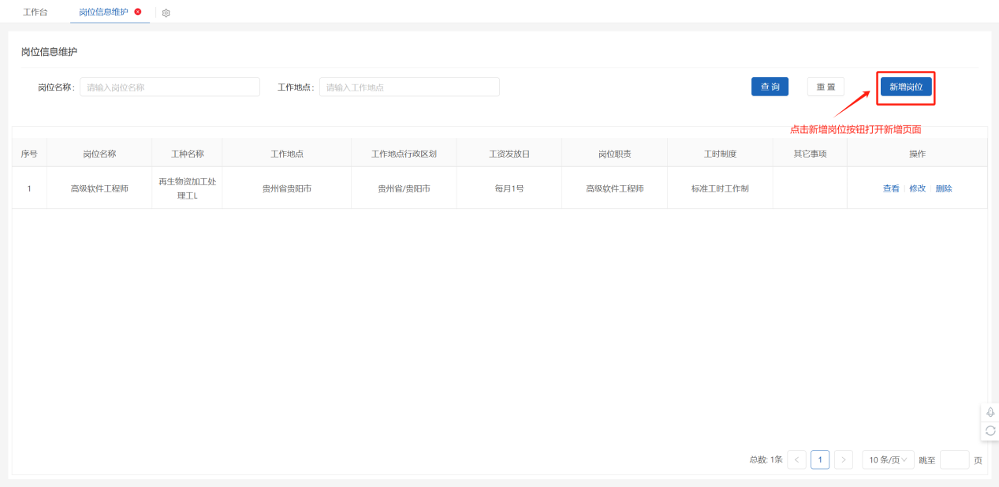 工作台 岗位信息维护
岗位信息维护
岗位名称: 请输入岗位名称 工作地点: 请输入工作地点 查 询 重 置 新增岗位
点击新增岗位按钮打开新增页面
序号 岗位名称 工种名称 工作地点 工作地点行政区划 工资发放日 岗位职责 工时制度 其它事项 操作
1 高级软件工程师 再生物资加工处理工L 贵州省贵阳市 贵州省/贵阳市 每月1号 高级软件工程师 标准工时工作制 查看 修改 删除
总数: 1条 < 1 > 10 条/页 跳至 页